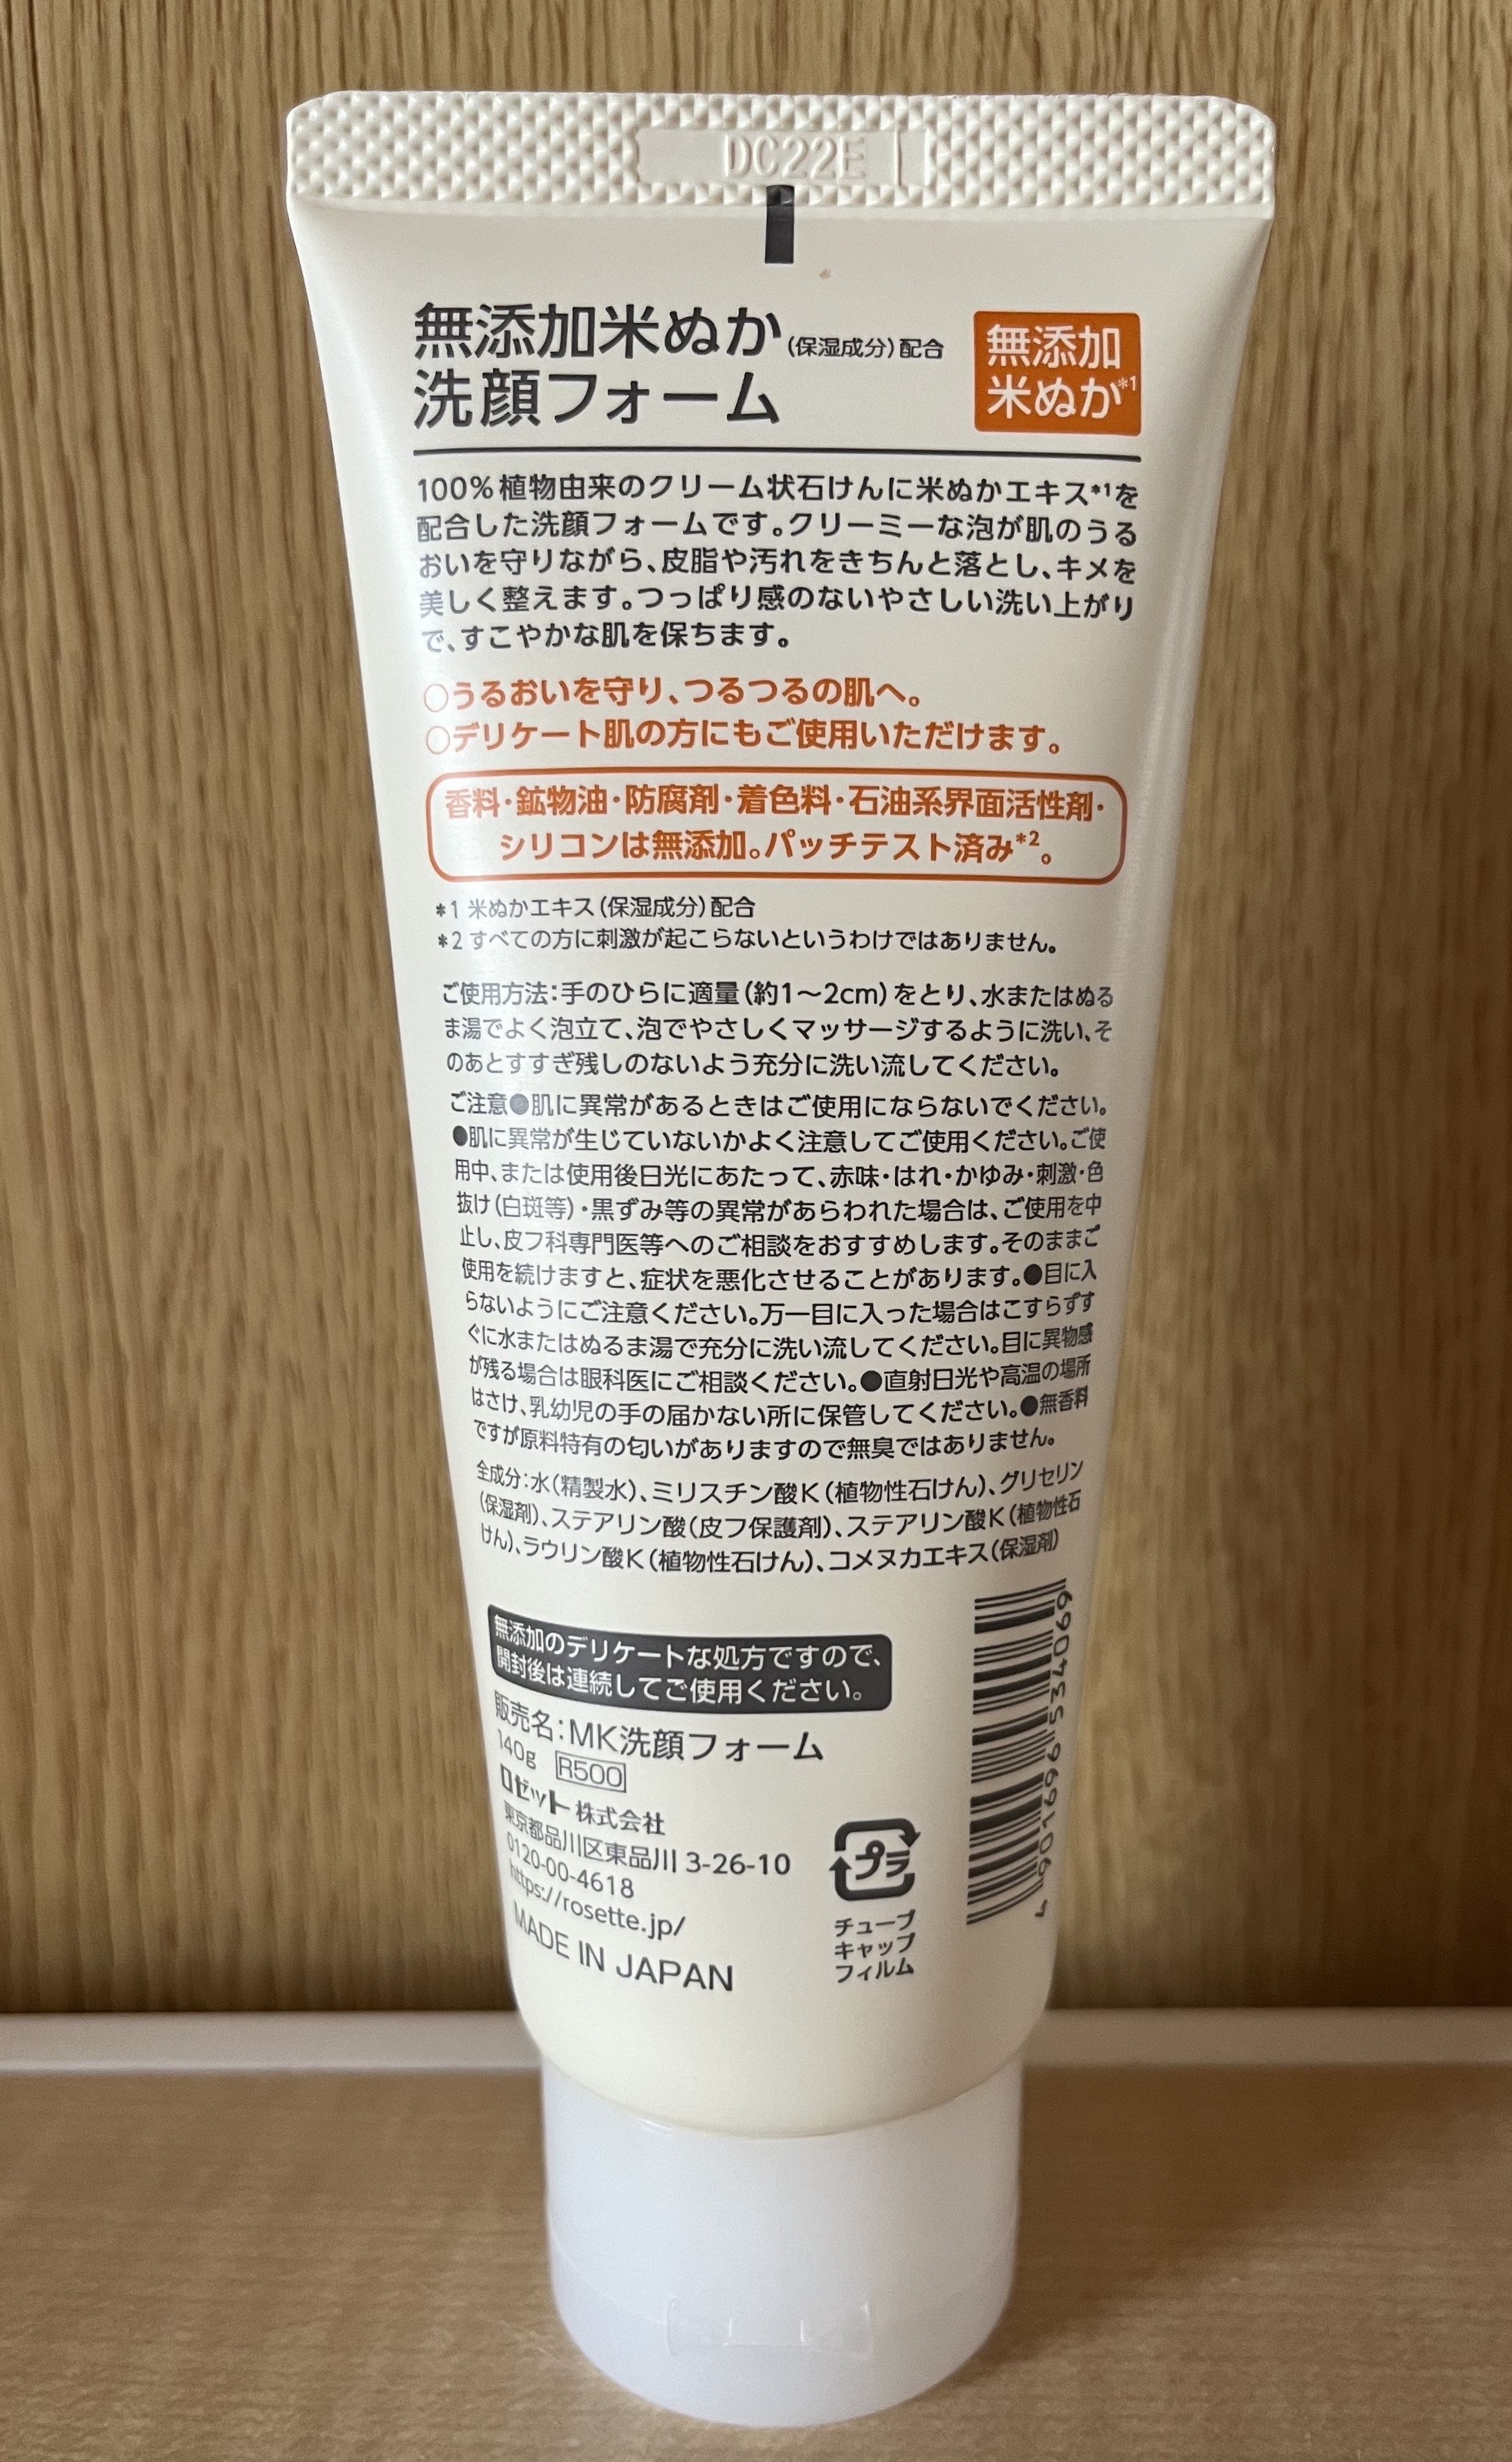 DC22E
無添加米ぬか(保湿成分)配合
洗顔フォーム
無添加
米ぬか*1
100%植物由来のクリーム状石けんに米ぬかエキス*1を
配合した洗顔フォームです。クリーミーな泡が肌のうる
おいを守りながら、皮脂や汚れをきちんと落とし、キメを
美しく整えます。つっぱり感のないやさしい洗い上がり
で、すこやかな肌を保ちます。
○うるおいを守り、つるつるの肌へ。
○デリケート肌の方にもご使用いただけます。
香料・鉱物油・防腐剤・着色料・石油系界面活性剤・
シリコンは無添加。パッチテスト済み*2。
*1 米ぬかエキス(保湿成分)配合
*2 すべての方に刺激が起こらないというわけではありません。
ご使用方法:手のひらに適量(約1〜2cm)をとり、水またはぬる
ま湯でよく泡立て、泡でやさしくマッサージするように洗い、そ
のあとすすぎ残しのないよう充分に洗い流してください。
ご注意●肌に異常があるときはご使用にならないでください。
●肌に異常が生じていないかよく注意してご使用ください。ご使
用中、または使用後日光にあたって、赤味・はれ・かゆみ・刺激・色
抜け(白斑等)・黒ずみ等の異常があらわれた場合は、ご使用を中
止し、皮フ科専門医等へのご相談をおすすめします。そのままご
使用を続けますと、症状を悪化させることがあります。●目に入
らないようにご注意ください。万一目に入った場合はこすらずす
ぐに水またはぬるま湯で充分に洗い流してください。目に異物感
が残る場合は眼科医にご相談ください。●直射日光や高温の場所
はさけ、乳幼児の手の届かない所に保管してください。●無香料
ですが原料特有の匂いがありますので無臭ではありません。
全成分:水(精製水)、ミリスチン酸K(植物性石けん)、グリセリン
(保湿剤)、ステアリン酸(皮フ保護剤)、ステアリン酸K(植物性石
けん)、ラウリン酸K(植物性石けん)、コメヌカエキス(保湿剤)
無添加のデリケートな処方ですので、
開封後は連続してご使用ください。
販売名:MK洗顔フォーム
140g R500
ロゼット株式会社
東京都品川区東品川 3-26-10
0120-00-4618
https://rosette.jp/
MADE IN JAPAN
プラ
チューブ
キャップ
フィルム
4901696534069